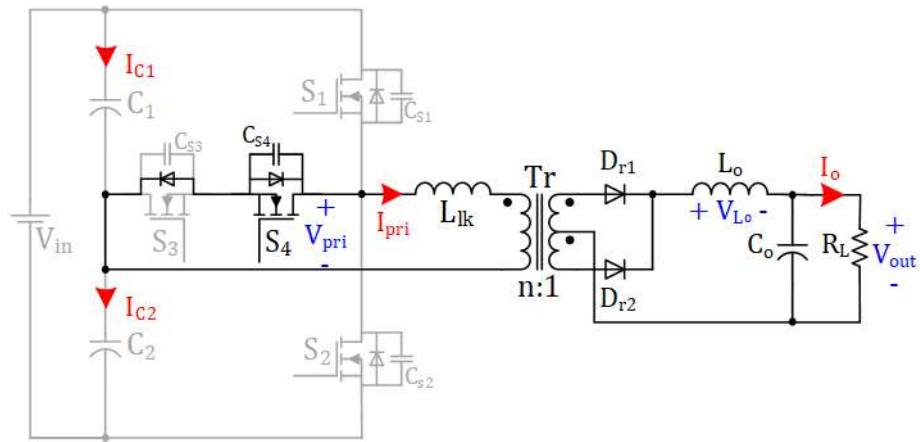 I_C1
C_1
S_1
C_S1
C_S3
C_S4
D_r1
L_o
I_o
Tr
V_in
S_3
S_4
+
V_pri
-
I_pri
L_lk
+ V_Lo -
C_o
R_L
+
V_out
-
n:1
D_r2
I_C2
C_2
S_2
C_s2